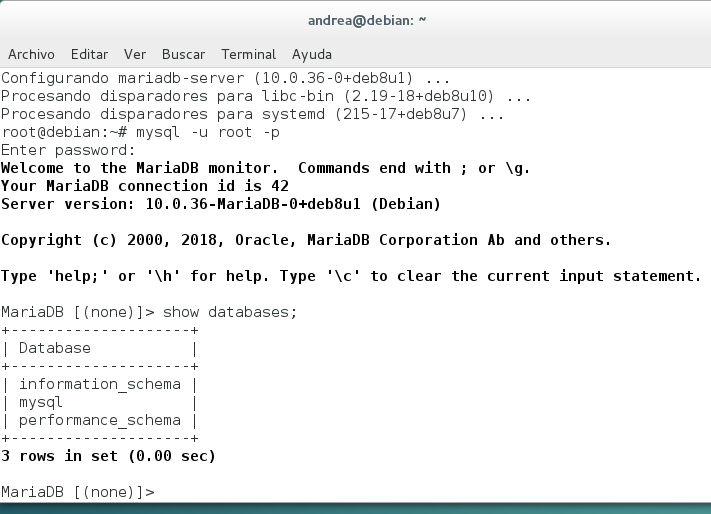 andrea@debian: ~
Archivo Editar Ver Buscar Terminal Ayuda
Configurando mariadb-server (10.0.36-0+deb8u1) ...
Procesando disparadores para libc-bin (2.19-18+deb8u10) ...
Procesando disparadores para systemd (215-17+deb8u7) ...
root@debian:~# mysql -u root -p
Enter password:
Welcome to the MariaDB monitor.  Commands end with ; or \g.
Your MariaDB connection id is 42
Server version: 10.0.36-MariaDB-0+deb8u1 (Debian)
Copyright (c) 2000, 2018, Oracle, MariaDB Corporation Ab and others.
Type 'help;' or '\h' for help. Type '\c' to clear the current input statement.
MariaDB [(none)]> show databases;
+--------------------+
| Database           |
+--------------------+
| information_schema |
| mysql              |
| performance_schema |
+--------------------+
3 rows in set (0.00 sec)
MariaDB [(none)]>